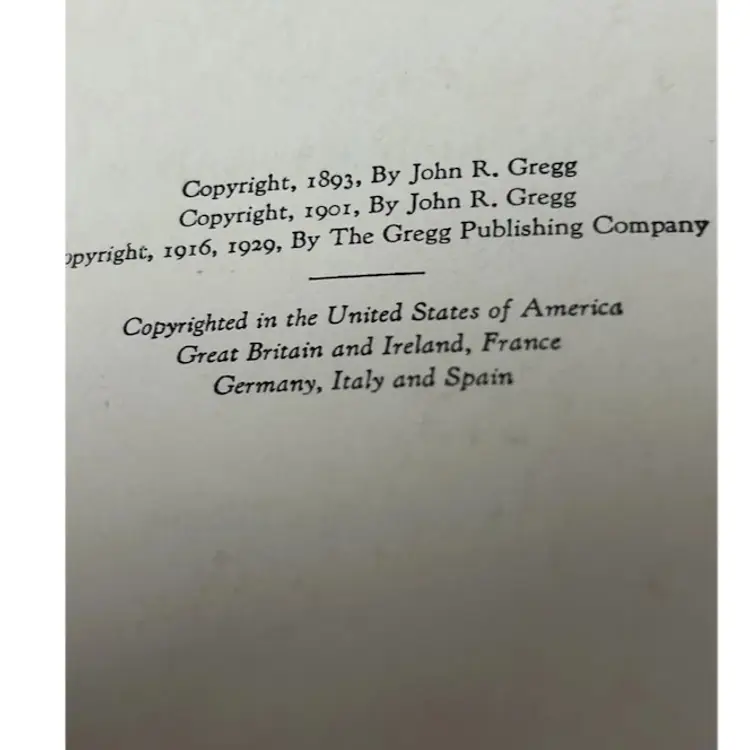 Copyright, 1893, By John R. Gregg
Copyright, 1901, By John R. Gregg
opyright, 1916, 1929, By The Gregg Publishing Company
Copyrighted in the United States of America
Great Britain and Ireland, France
Germany, Italy and Spain